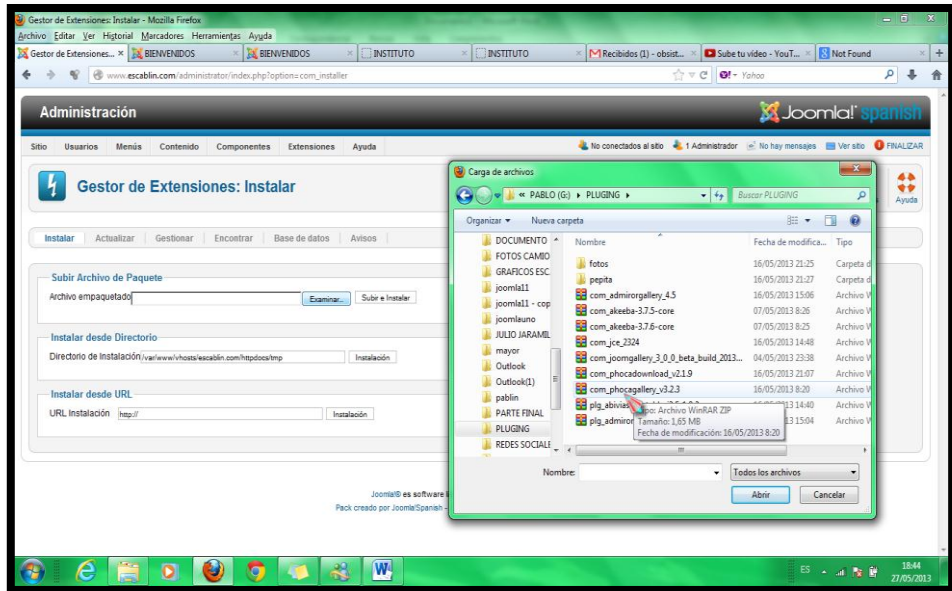 Gestor de Extensiones: Instalar - Mozilla Firefox
Archivo Editar Ver Historial Marcadores Herramientas Ayuda
Gestor de Extensiones... BIENVENIDOS BIENVENIDOS INSTITUTO INSTITUTO Recibidos (1) - obsist... Sube tu video - YouT... Not Found
www.escablin.com/administrator/index.php?option=com_installer Yahoo
Administración Joomla! spanish
Sitio Usuarios Menús Contenido Componentes Extensiones Ayuda No conectados al sitio 1 Administrador No hay mensajes Ver sitio FINALIZAR
Gestor de Extensiones: Instalar
Ayuda
Instalar Actualizar Gestionar Encontrar Base de datos Avisos
Subir Archivo de Paquete
Archivo empaquetado Examinar... Subir e Instalar
Instalar desde Directorio
Directorio de Instalación /var/www/vhosts/escablin.com/httpdocs/tmp Instalación
Instalar desde URL
URL Instalación http:// Instalación
Joomla!® es software l
Pack creado por Joomla!Spanish -
Carga de archivos
« PABLO (G:) PLUGING Buscar PLUGING
Organizar Nueva carpeta
DOCUMENTO
FOTOS CAMIO
GRAFICOS ESC.
joomla11
joomla11 - cop
joomlauno
JULIO JARAMIL
mayor
Outlook
Outlook(1)
pablin
PARTE FINAL
PLUGING
REDES SOCIALE
Nombre Fecha de modifica... Tipo
fotos 16/05/2013 21:25 Carpeta d
pepita 16/05/2013 21:27 Carpeta d
com_admirorgallery_4.5 16/05/2013 15:06 Archivo W
com_akeeba-3.7.5-core 07/05/2013 8:26 Archivo W
com_akeeba-3.7.6-core 07/05/2013 8:25 Archivo W
com_jce_2324 16/05/2013 14:48 Archivo W
com_joomgallery_3_0_0_beta_build_2013... 04/05/2013 23:38 Archivo W
com_phocadownload_v2.1.9 16/05/2013 21:07 Archivo W
com_phocagallery_v3.2.3 16/05/2013 8:20 Archivo W
plg_abivias 14:40 Archivo W
plg_admiror 15:04 Archivo W
Tipo: Archivo WinRAR ZIP
Tamaño: 1,65 MB
Fecha de modificación: 16/05/2013 8:20
Nombre: Todos los archivos
Abrir Cancelar
ES 18:44
27/05/2013